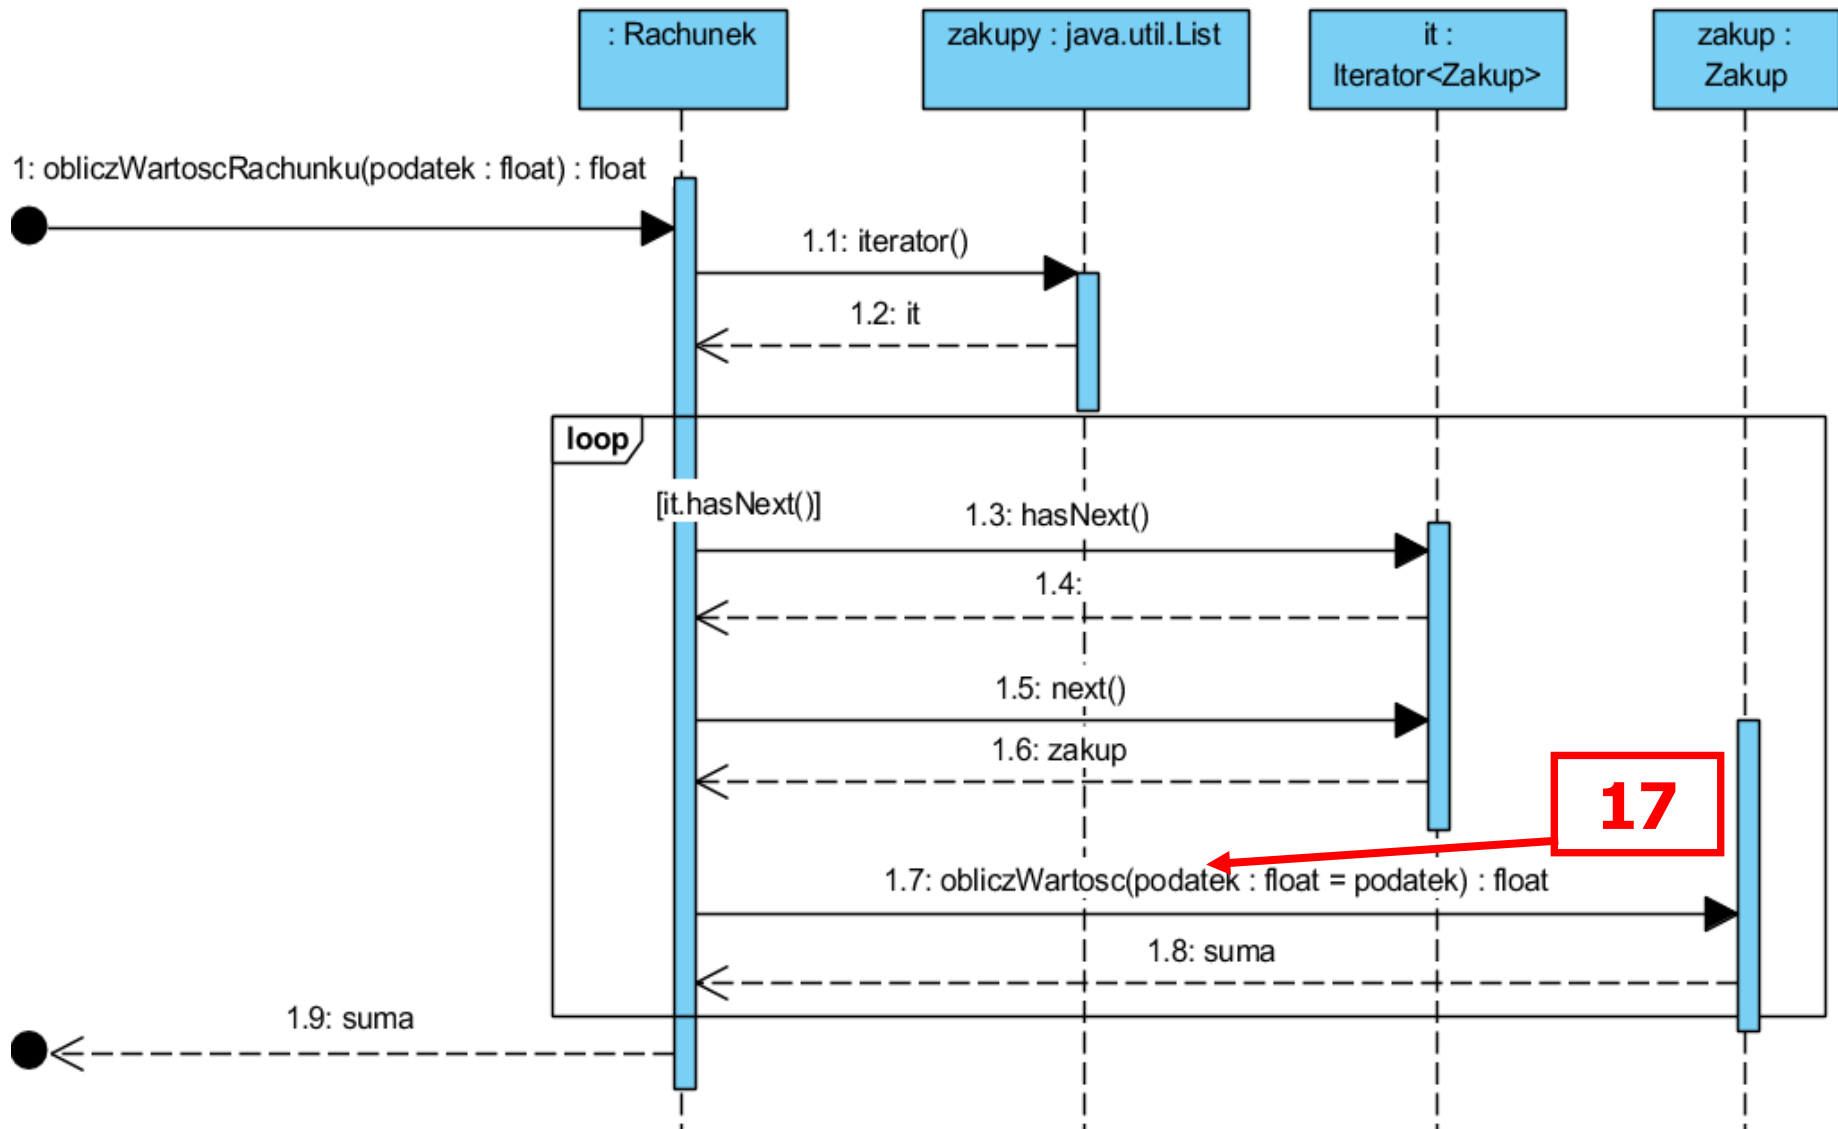 : Rachunek
zakupy : java.util.List
it :
Iterator<Zakup>
zakup :
Zakup
1: obliczWartoscRachunku(podatek : float) : float
1.1: iterator()
1.2: it
loop
[it.hasNext()]
1.3: hasNext()
1.4:
1.5: next()
1.6: zakup
17
1.7: obliczWartosc(podatek : float = podatek) : float
1.8: suma
1.9: suma